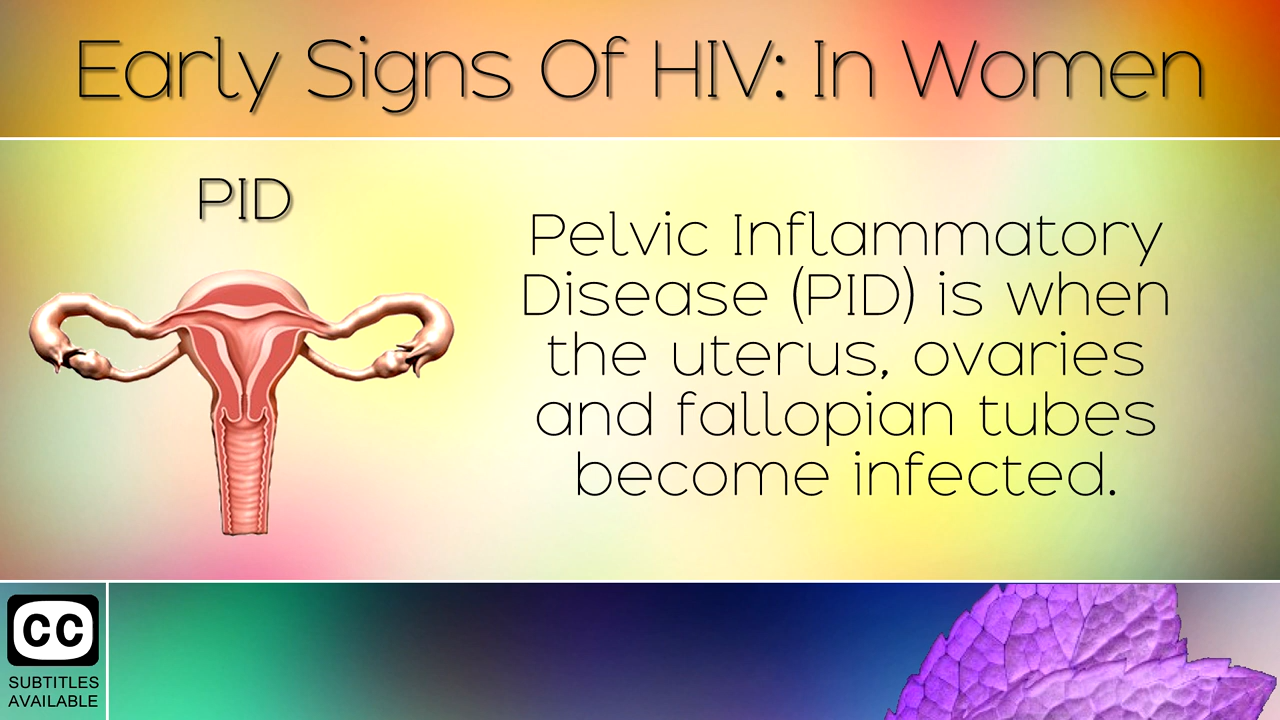 Early Signs Of HIV: In Women
PID
Pelvic Inflammatory
Disease (PID) is when
the uterus, ovaries
and fallopian tubes
become infected.
CC
SUBTITLES
AVAILABLE